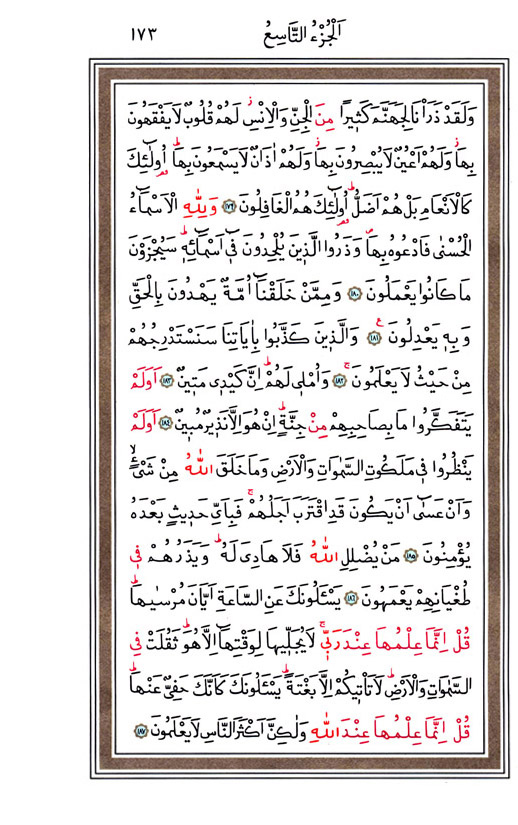 اَلْجُزْءُ التَّاسِعُ ١٧٣
وَلَقَدْ ذَرَأْنَا لِجَهَنَّمَ كَثِيرًا مِنَ الْجِنِّ وَالْاِنْسِۘ لَهُمْ قُلُوبٌ لَا يَفْقَهُونَ
بِهَاۘ وَلَهُمْ اَعْيُنٌ لَا يُبْصِرُونَ بِهَاۘ وَلَهُمْ اٰذَانٌ لَا يَسْمَعُونَ بِهَاۜ اُو۬لٰٓئِكَ
كَالْاَنْعَامِ بَلْ هُمْ اَضَلُّۜ اُو۬لٰٓئِكَ هُمُ الْغَافِلُونَ ﴿١٧٩﴾ وَلِلّٰهِ الْاَسْمَٓاءُ
الْحُسْنٰى فَادْعُوهُ بِهَاۖ وَذَرُوا الَّذ۪ينَ يُلْحِدُونَ ف۪ٓي اَسْمَٓائِه۪ۜ سَيُجْزَوْنَ
مَا كَانُوا يَعْمَلُونَ ﴿١٨٠﴾ وَمِمَّنْ خَلَقْنَٓا اُمَّةٌ يَهْدُونَ بِالْحَقِّ
وَبِه۪ يَعْدِلُونَ۟ ﴿١٨١﴾ وَالَّذ۪ينَ كَذَّبُوا بِاٰيَاتِنَا سَنَسْتَدْرِجُهُمْ
مِنْ حَيْثُ لَا يَعْلَمُونَۚ ﴿١٨٢﴾ وَاُمْل۪ي لَهُمْۜ اِنَّ كَيْد۪ي مَت۪ينٌ ﴿١٨٣﴾ اَوَلَمْ
يَتَفَكَّرُوا مَا بِصَاحِبِهِمْ مِنْ جِنَّةٍۜ اِنْ هُوَ اِلَّا نَذ۪يرٌ مُب۪ينٌ ﴿١٨٤﴾ اَوَلَمْ
يَنْظُرُوا ف۪ي مَلَكُوتِ السَّمٰوَاتِ وَالْاَرْضِ وَمَا خَلَقَ اللّٰهُ مِنْ شَيْءٍۙ
وَاَنْ عَسٰٓى اَنْ يَكُونَ قَدِ اقْتَرَبَ اَجَلُهُمْۚ فَبِاَيِّ حَد۪يثٍ بَعْدَهُ
يُؤْمِنُونَ ﴿١٨٥﴾ مَنْ يُضْلِلِ اللّٰهُ فَلَا هَادِيَ لَهُۜ وَيَذَرُهُمْ ف۪ي
طُغْيَانِهِمْ يَعْمَهُونَ ﴿١٨٦﴾ يَسْـَٔلُونَكَ عَنِ السَّاعَةِ اَيَّانَ مُرْسٰيهَاۜ
قُلْ اِنَّمَا عِلْمُهَا عِنْدَ رَبّ۪يۚ لَا يُجَلّ۪يهَا لِوَقْتِهَٓا اِلَّا هُوَۜ ثَقُلَتْ فِي
السَّمٰوَاتِ وَالْاَرْضِۜ لَا تَأْت۪يكُمْ اِلَّا بَغْتَةًۜ يَسْـَٔلُونَكَ كَاَنَّكَ حَفِيٌّ عَنْهَاۜ
قُلْ اِنَّمَا عِلْمُهَا عِنْدَ اللّٰهِ وَلٰكِنَّ اَكْثَرَ النَّاسِ لَا يَعْلَمُونَ ﴿١٨٧﴾